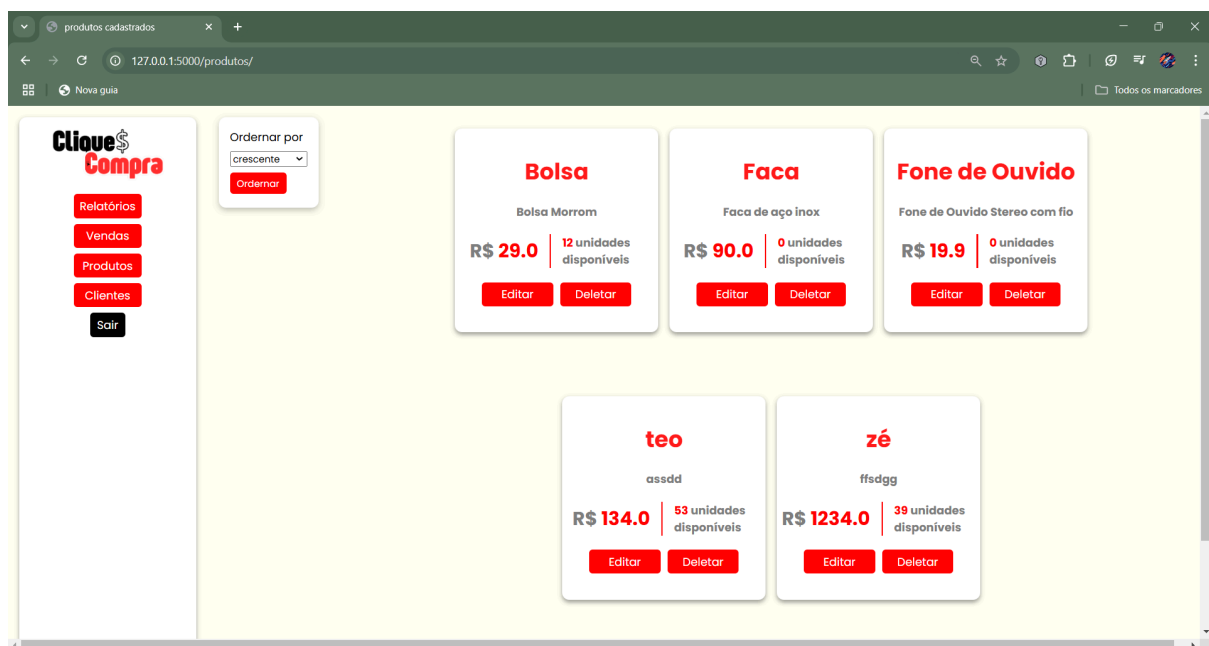 produtos cadastrados
127.0.0.1:5000/produtos/
Nova guia
Todos os marcadores
Clique$
Compra
Relatórios
Vendas
Produtos
Clientes
Sair
Ordernar por
crescente
Ordernar
Bolsa
Bolsa Morrom
R$ 29.0
12 unidades
disponíveis
Editar Deletar
Faca
Faca de aço inox
R$ 90.0
0 unidades
disponíveis
Editar Deletar
Fone de Ouvido
Fone de Ouvido Stereo com fio
R$ 19.9
0 unidades
disponíveis
Editar Deletar
teo
assdd
R$ 134.0
53 unidades
disponíveis
Editar Deletar
zé
ffsdgg
R$ 1234.0
39 unidades
disponíveis
Editar Deletar